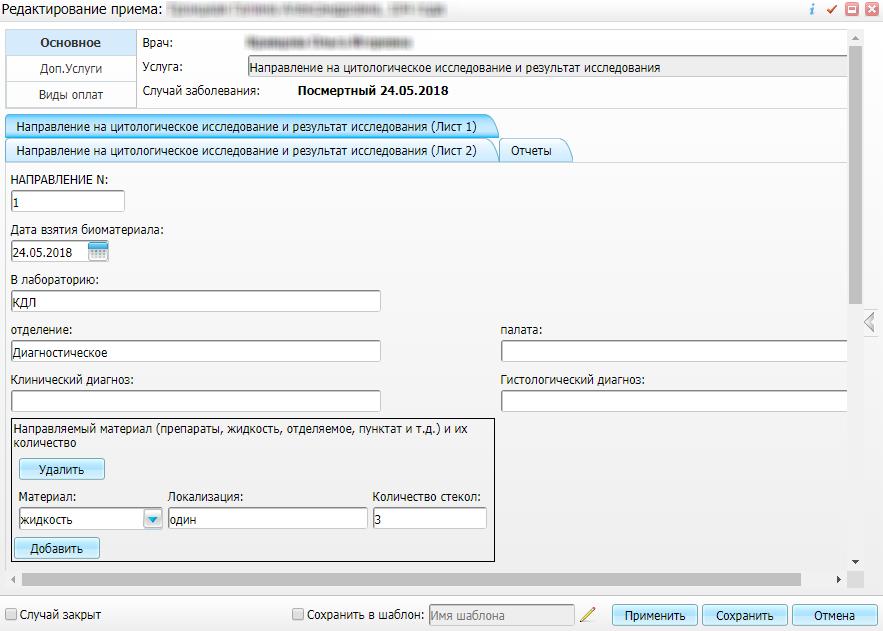 Редактирование приема:
Основное
Доп.Услуги
Виды оплат
Врач:
Услуга: Направление на цитологическое исследование и результат исследования
Случай заболевания: Посмертный 24.05.2018
Направление на цитологическое исследование и результат исследования (Лист 1)
Направление на цитологическое исследование и результат исследования (Лист 2) Отчеты
НАПРАВЛЕНИЕ N:
1
Дата взятия биоматериала:
24.05.2018
В лабораторию:
КДЛ
отделение: палата:
Диагностическое
Клинический диагноз: Гистологический диагноз:
Направляемый материал (препараты, жидкость, отделяемое, пунктат и т.д.) и их
количество
Удалить
Материал: Локализация: Количество стекол:
жидкость один 3
Добавить
Случай закрыт Сохранить в шаблон: Имя шаблона Применить Сохранить Отмена